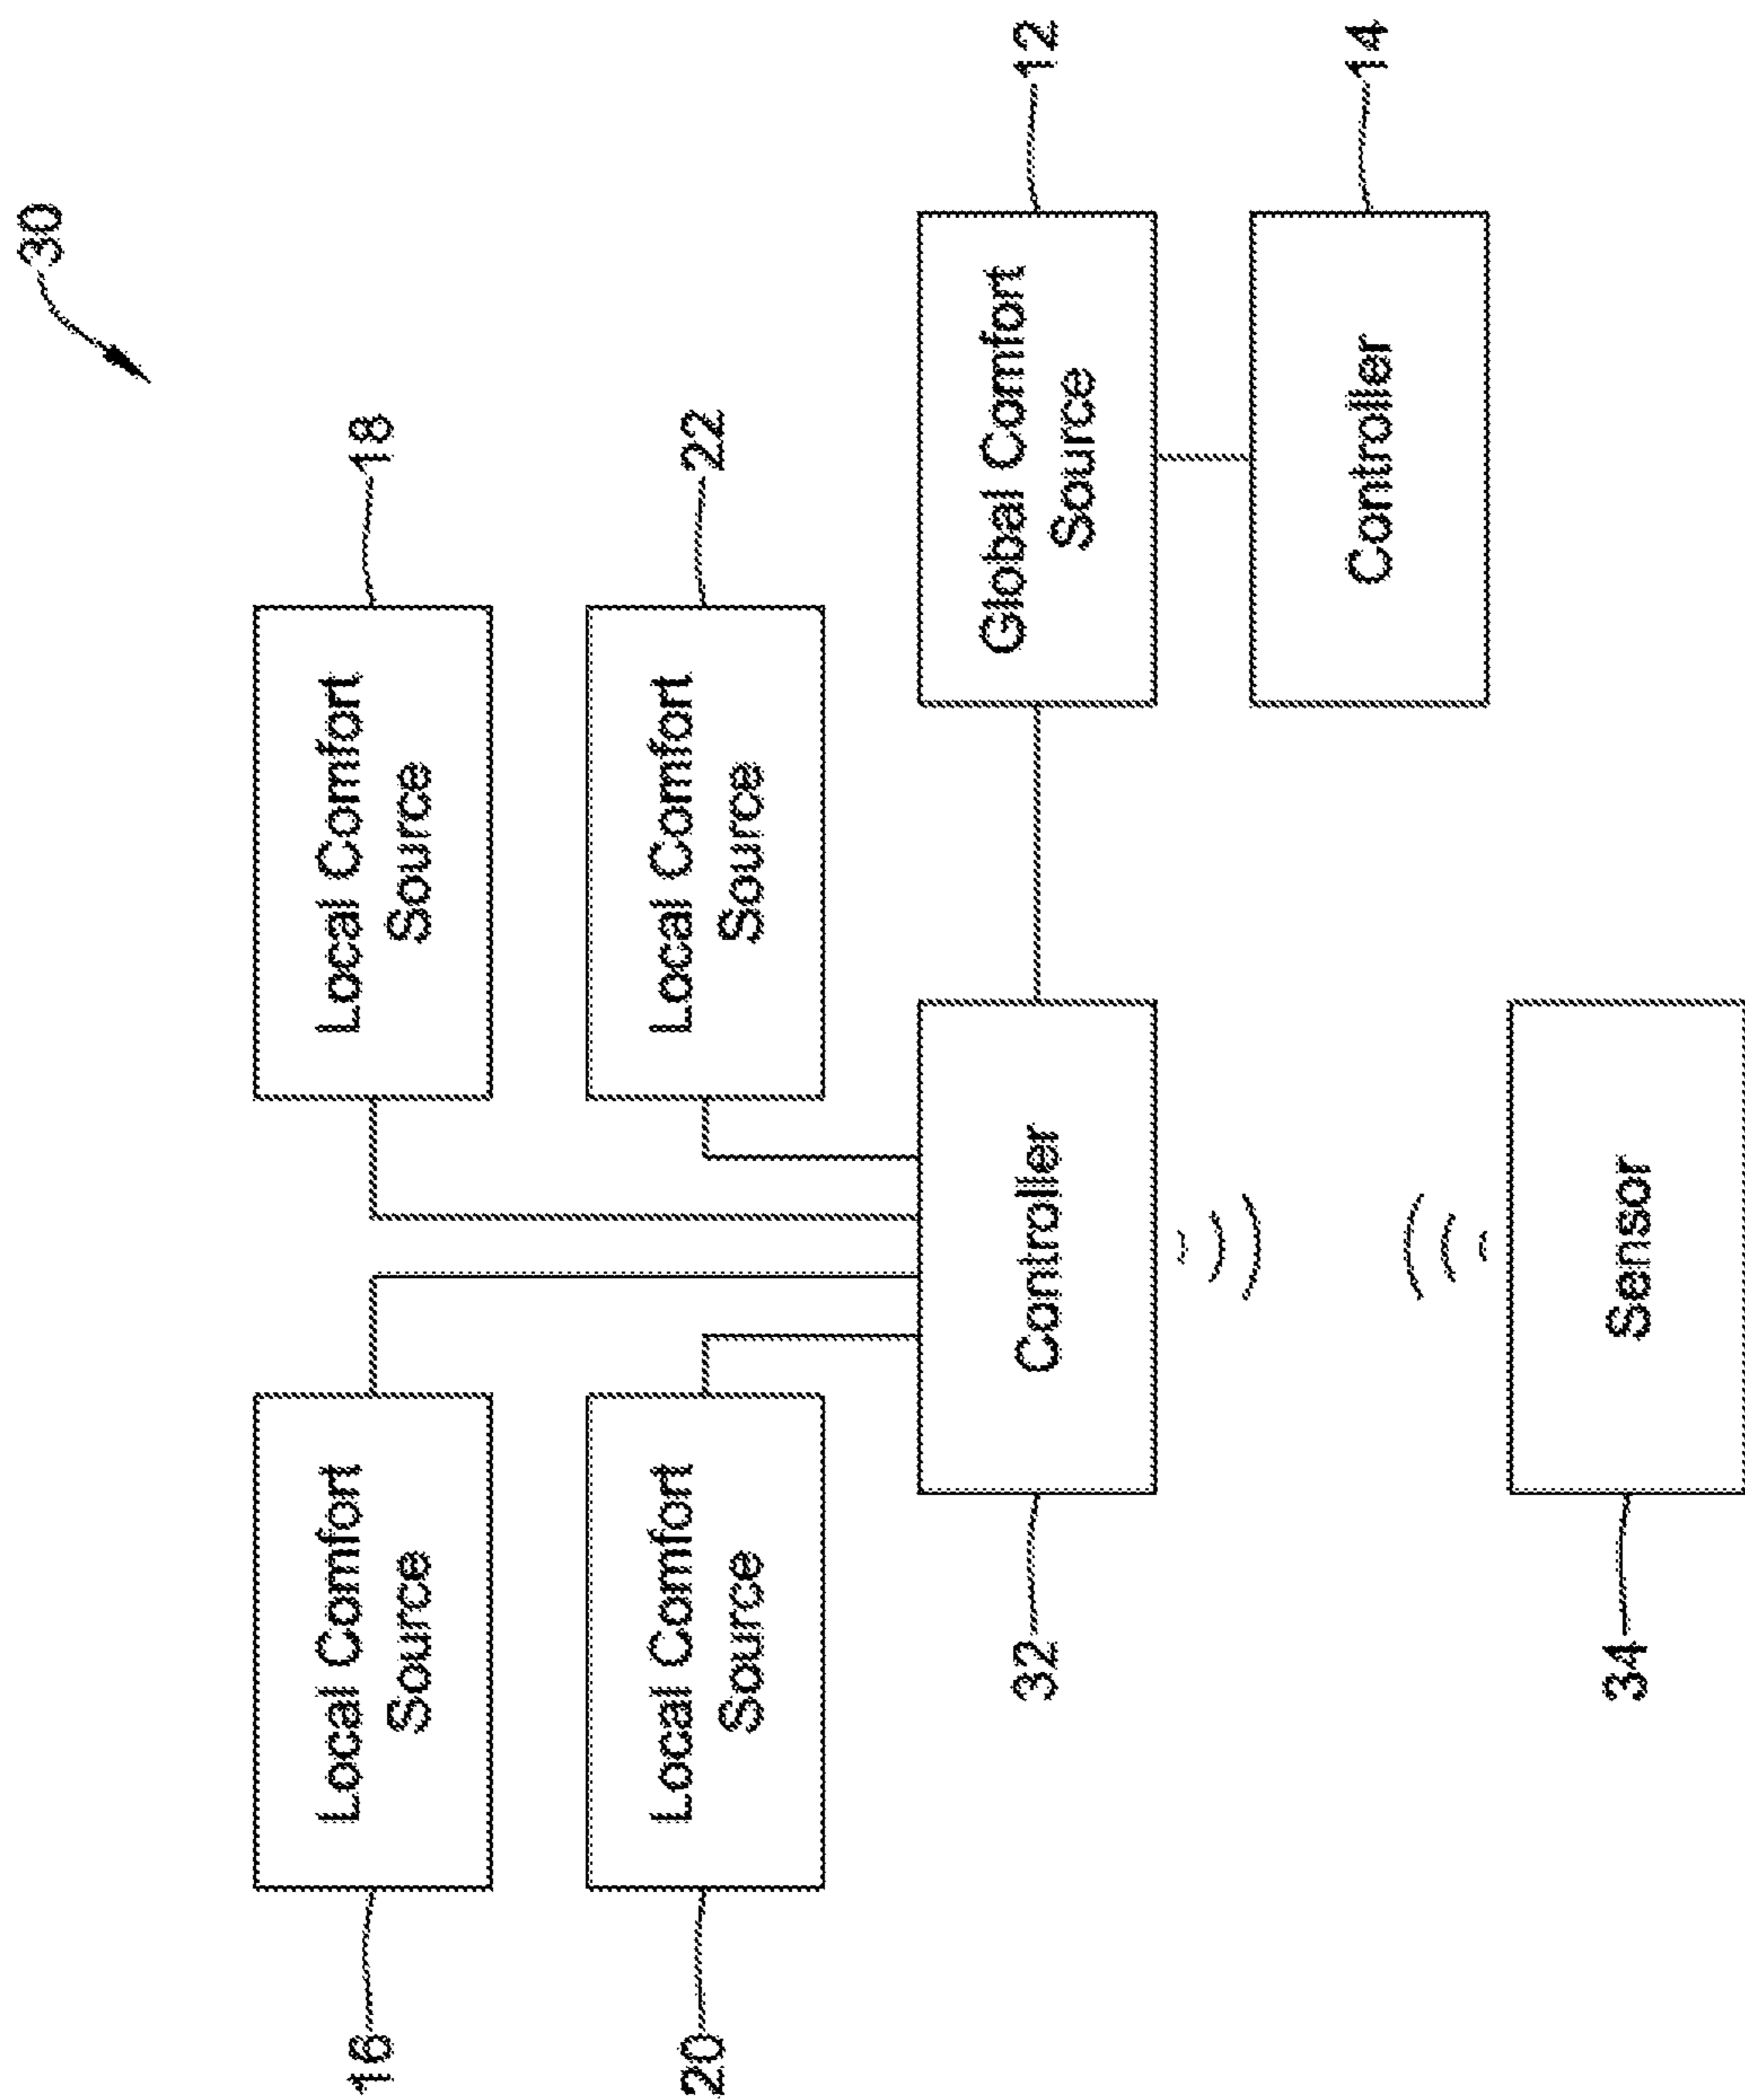 30
16
Local Comfort
Source
Local Comfort
Source
18
20
Local Comfort
Source
Local Comfort
Source
22
32
Controller
Global Comfort
Source
12
Controller
14
34
Sensor